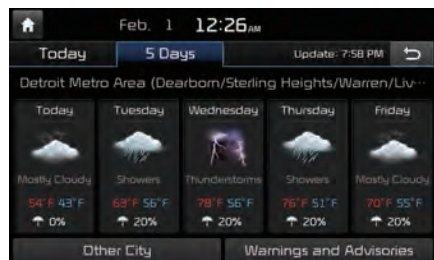 Feb. 1 12:26 AM
Today 5 Days Update: 7:58 PM
Detroit Metro Area (Dearborn/Sterling Heights/Warren/Liv...
Today Tuesday Wednesday Thursday Friday
Mostly Cloudy Showers Thunderstorms Showers Mostly Cloudy
54°F 43°F 63°F 56°F 78°F 56°F 76°F 51°F 70°F 55°F
0% 20% 20% 20% 20%
Other City Warnings and Advisories